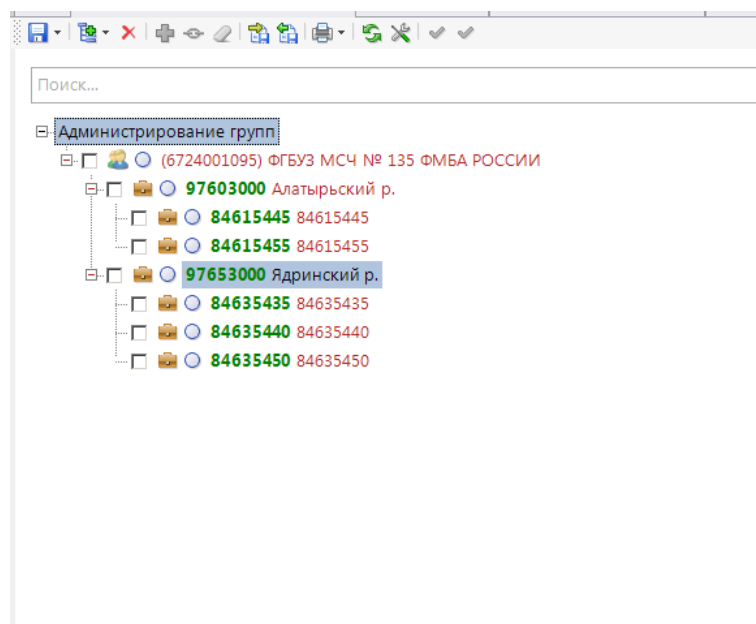 Поиск...
Администрирование групп
(6724001095) ФГБУЗ МСЧ № 135 ФМБА РОССИИ
97603000 Алатырьский р.
84615445 84615445
84615455 84615455
97653000 Ядринский р.
84635435 84635435
84635440 84635440
84635450 84635450